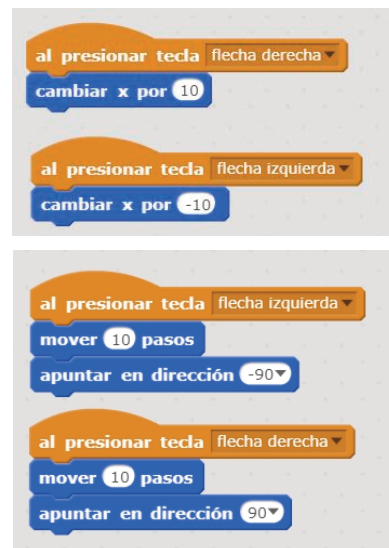 al presionar tecla flecha derecha
cambiar x por 10
al presionar tecla flecha izquierda
cambiar x por -10
al presionar tecla flecha izquierda
mover 10 pasos
apuntar en dirección -90
al presionar tecla flecha derecha
mover 10 pasos
apuntar en dirección 90